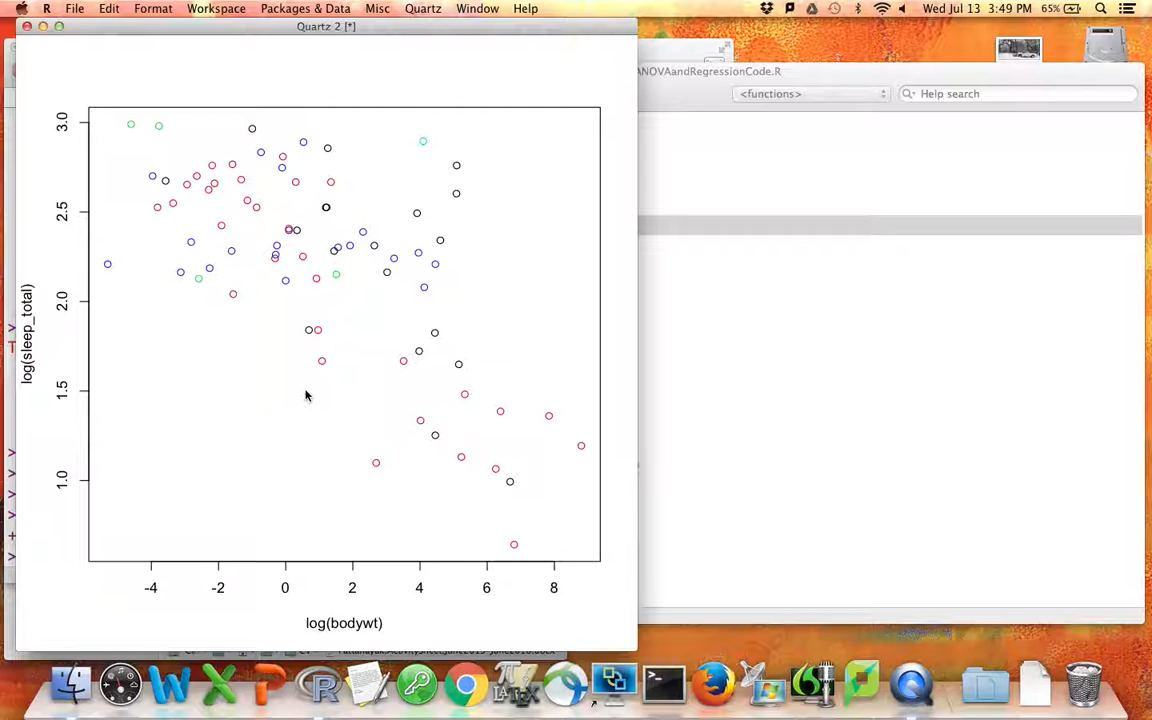 R File Edit Format Workspace Packages & Data Misc Quartz Window Help Wed Jul 13 3:49 PM 65%
Quartz 2 [*]
ANOVAandRegressionCode.R
<functions> Help search
3.0
2.5
2.0
1.5
1.0
log(sleep_total)
-4 -2 0 2 4 6 8
log(bodywt)
>
T
>
>
>
>
+
>